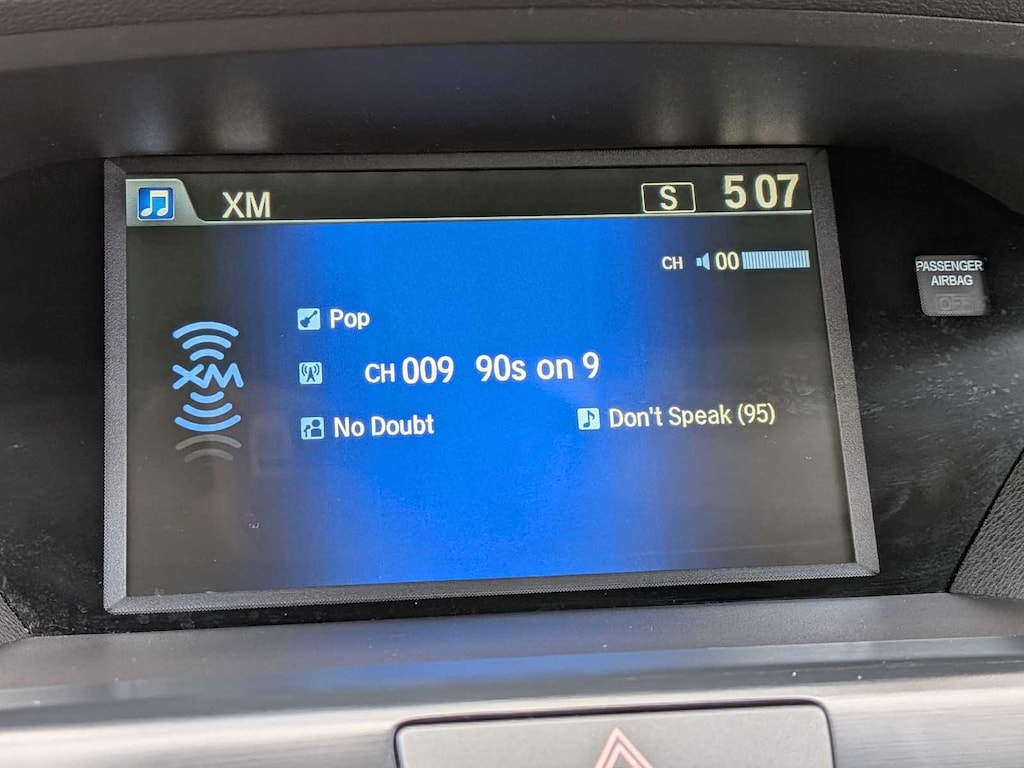 XM
S
5 07
CH 00
PASSENGER
AIRBAG
OFF
Pop
XM
CH 009 90s on 9
No Doubt
Don't Speak (95)